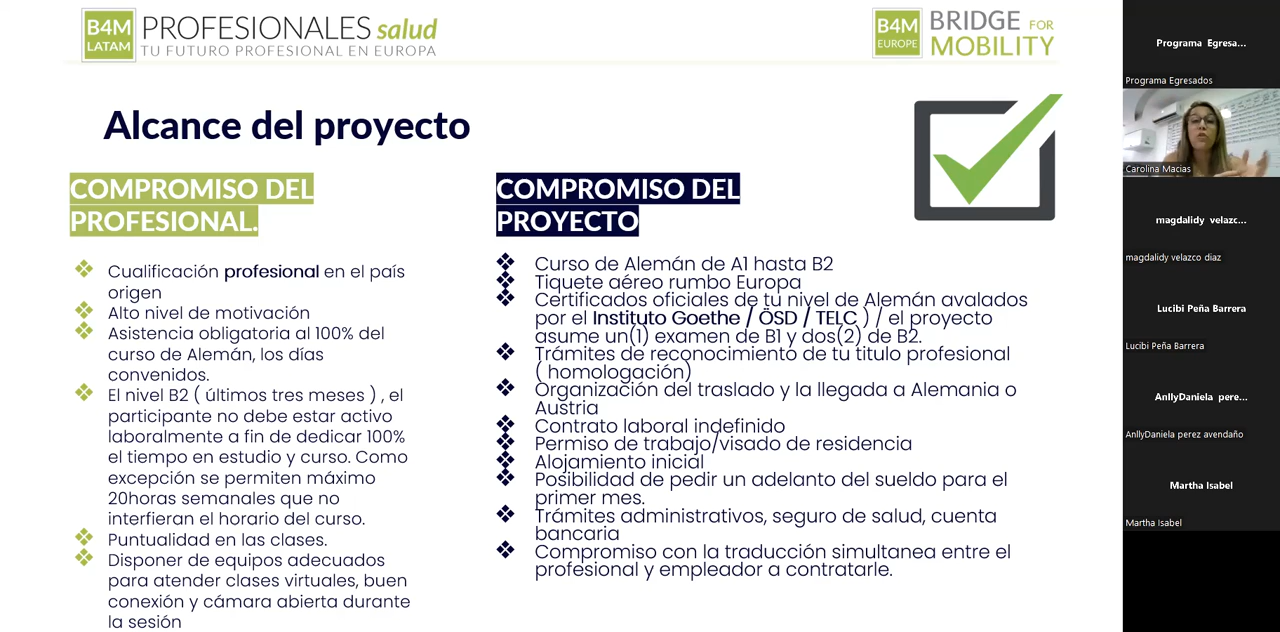 B4M
LATAM
PROFESIONALES salud
TU FUTURO PROFESIONAL EN EUROPA
B4M
EUROPE
BRIDGE FOR
MOBILITY
Alcance del proyecto
COMPROMISO DEL
PROFESIONAL.
Cualificación profesional en el país
origen
Alto nivel de motivación
Asistencia obligatoria al 100% del
curso de Alemán, los días
convenidos.
El nivel B2 ( últimos tres meses ) , el
participante no debe estar activo
laboralmente a fin de dedicar 100%
el tiempo en estudio y curso. Como
excepción se permiten máximo
20horas semanales que no
interfieran el horario del curso.
Puntualidad en las clases.
Disponer de equipos adecuados
para atender clases virtuales, buen
conexión y cámara abierta durante
la sesión
COMPROMISO DEL
PROYECTO
Curso de Alemán de A1 hasta B2
Tiquete aéreo rumbo Europa
Certificados oficiales de tu nivel de Alemán avalados
por el Instituto Goethe / ÖSD / TELC ) / el proyecto
asume un(1) examen de B1 y dos(2) de B2.
Trámites de reconocimiento de tu titulo profesional
( homologación)
Organización del traslado y la llegada a Alemania o
Austria
Contrato laboral indefinido
Permiso de trabajo/visado de residencia
Alojamiento inicial
Posibilidad de pedir un adelanto del sueldo para el
primer mes.
Trámites administrativos, seguro de salud, cuenta
bancaria
Compromiso con la traducción simultanea entre el
profesional y empleador a contratarle.
Programa Egresa...
Programa Egresados
Carolina Macias
magdalidy velazc...
magdalidy velazco diaz
Lucibi Peña Barrera
Lucibi Peña Barrera
AnllyDaniela pere...
AnllyDaniela perez avendaño
Martha Isabel
Martha Isabel